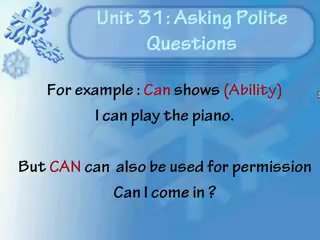 Unit 31: Asking Polite
Questions
For example : Can shows (Ability)
I can play the piano.
But CAN can also be used for permission
Can I come in ?